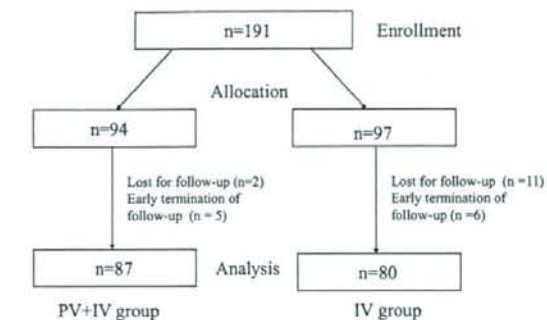 n=191
Enrollment
Allocation
n=94
n=97
Lost for follow-up (n=2)
Early termination of
follow-up (n = 5)
Lost for follow-up (n =11)
Early termination of
follow-up (n =6)
n=87
Analysis
n=80
PV+IV group
IV group